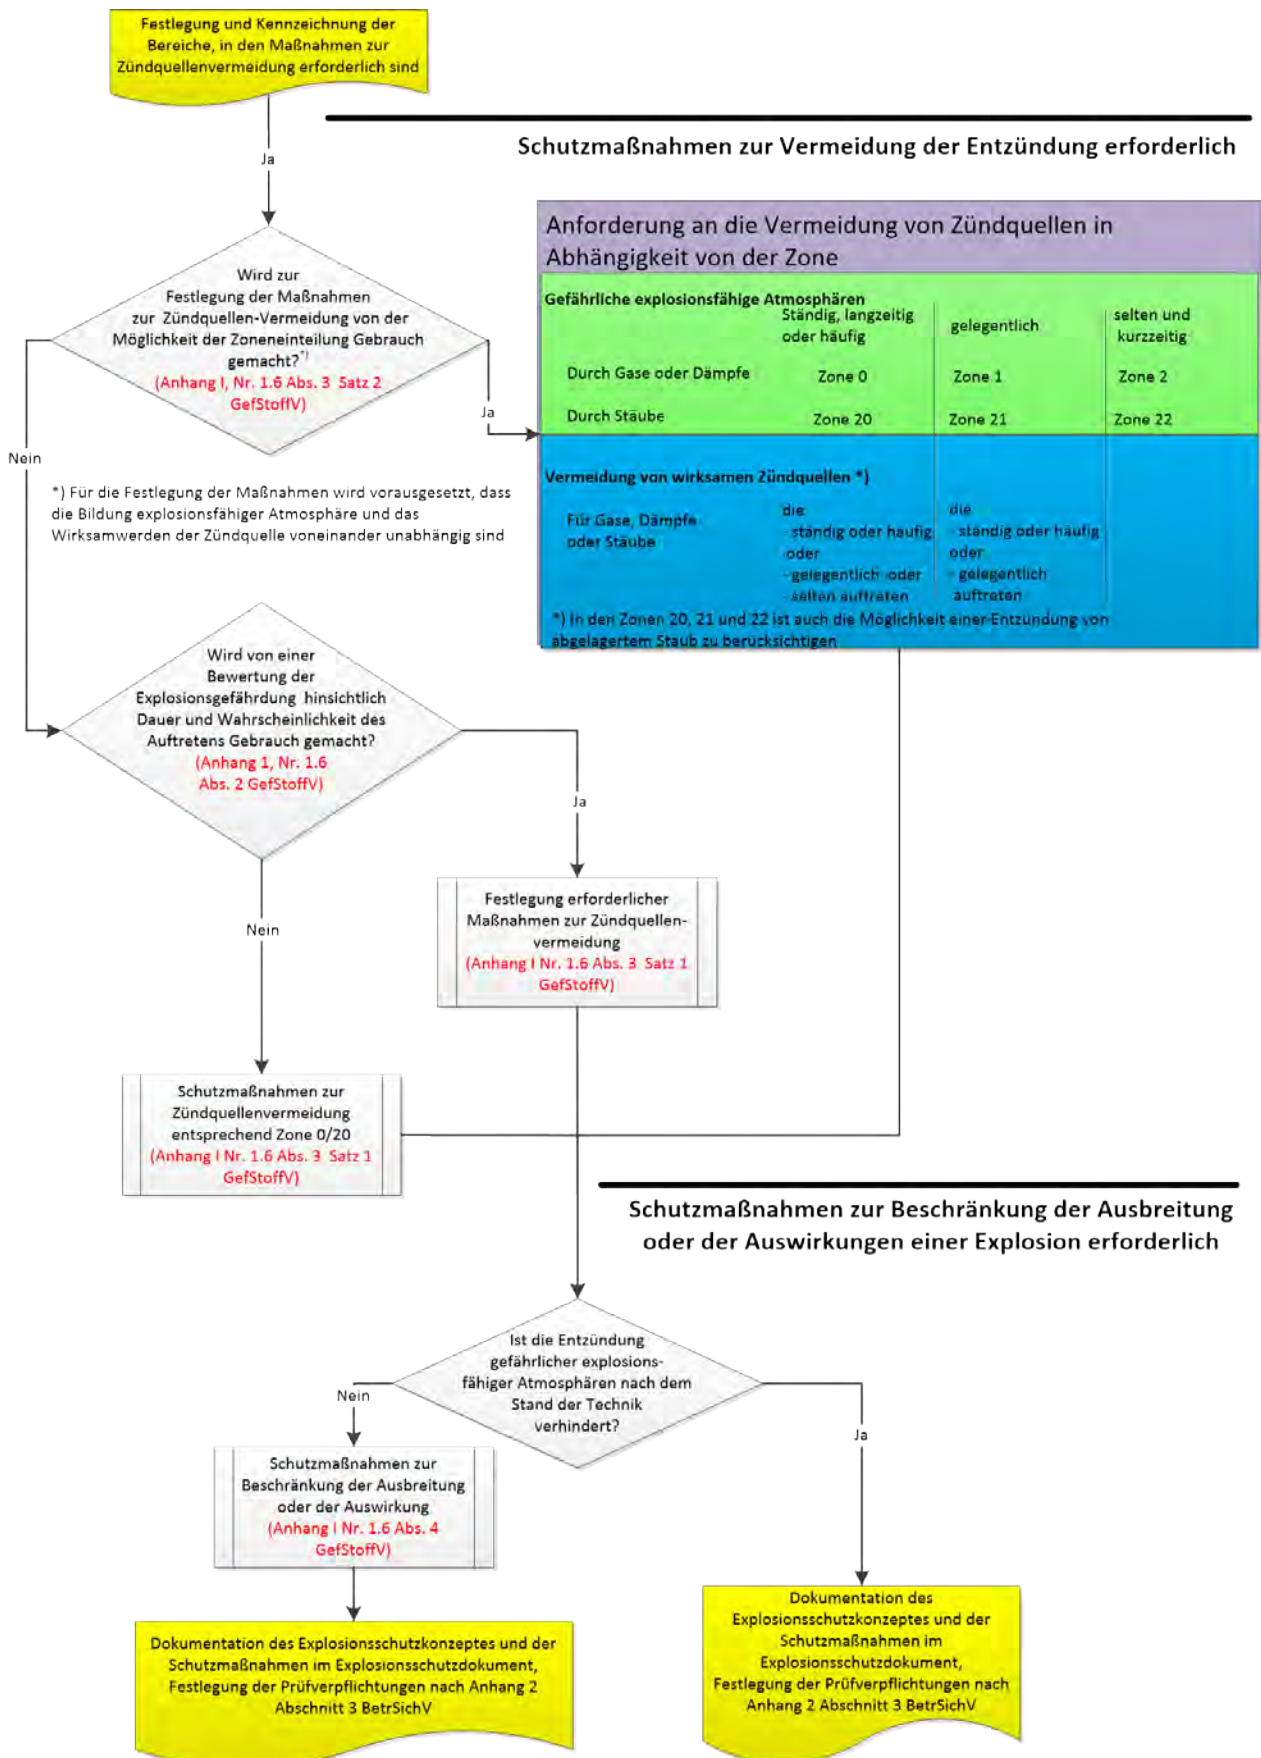 Festlegung und Kennzeichnung der
Bereiche, in den Maßnahmen zur
Zündquellenvermeidung erforderlich sind
Ja
Schutzmaßnahmen zur Vermeidung der Entzündung erforderlich
Wird zur
Festlegung der Maßnahmen
zur Zündquellen-Vermeidung von der
Möglichkeit der Zoneneinteilung Gebrauch
gemacht?*)
(Anhang I, Nr. 1.6 Abs. 3 Satz 2
GefStoffV)
Ja
Nein
Anforderung an die Vermeidung von Zündquellen in
Abhängigkeit von der Zone
Gefährliche explosionsfähige Atmosphären
Ständig, langzeitig
oder häufig
gelegentlich
selten und
kurzzeitig
Durch Gase oder Dämpfe Zone 0 Zone 1 Zone 2
Durch Stäube Zone 20 Zone 21 Zone 22
Vermeidung von wirksamen Zündquellen *)
Für Gase, Dämpfe
oder Stäube
die
- ständig oder häufig
oder
- gelegentlich oder
- selten auftreten
die
- ständig oder häufig
oder
- gelegentlich
auftreten
*) In den Zonen 20, 21 und 22 ist auch die Möglichkeit einer Entzündung von
abgelagertem Staub zu berücksichtigen
*) Für die Festlegung der Maßnahmen wird vorausgesetzt, dass
die Bildung explosionsfähiger Atmosphäre und das
Wirksamwerden der Zündquelle voneinander unabhängig sind
Wird von einer
Bewertung der
Explosionsgefährdung hinsichtlich
Dauer und Wahrscheinlichkeit des
Auftretens Gebrauch gemacht?
(Anhang 1, Nr. 1.6
Abs. 2 GefStoffV)
Ja
Nein
Festlegung erforderlicher
Maßnahmen zur Zündquellen-
vermeidung
(Anhang I Nr. 1.6 Abs. 3 Satz 1
GefStoffV)
Schutzmaßnahmen zur
Zündquellenvermeidung
entsprechend Zone 0/20
(Anhang I Nr. 1.6 Abs. 3 Satz 1
GefStoffV)
Schutzmaßnahmen zur Beschränkung der Ausbreitung
oder der Auswirkungen einer Explosion erforderlich
Ist die Entzündung
gefährlicher explosions-
fähiger Atmosphären nach dem
Stand der Technik
verhindert?
Nein
Ja
Schutzmaßnahmen zur
Beschränkung der Ausbreitung
oder der Auswirkung
(Anhang I Nr. 1.6 Abs. 4
GefStoffV)
Dokumentation des Explosionsschutzkonzeptes und der
Schutzmaßnahmen im Explosionsschutzdokument,
Festlegung der Prüfverpflichtungen nach Anhang 2
Abschnitt 3 BetrSichV
Dokumentation des
Explosionsschutzkonzeptes und der
Schutzmaßnahmen im
Explosionsschutzdokument,
Festlegung der Prüfverpflichtungen nach
Anhang 2 Abschnitt 3 BetrSichV